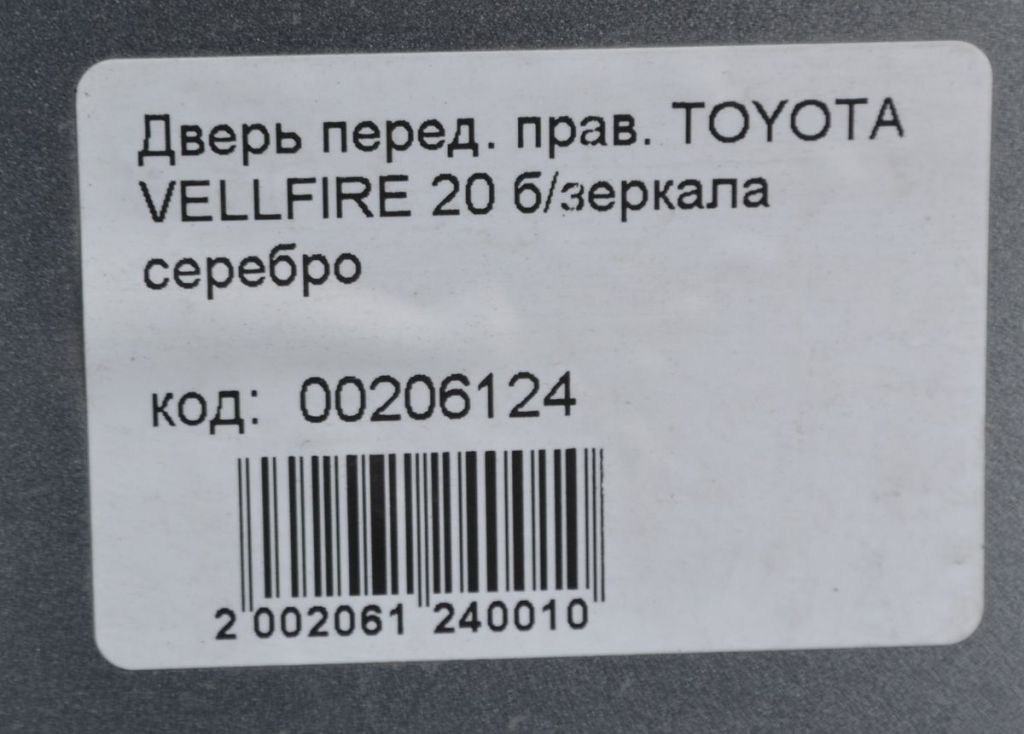 Дверь перед. прав. TOYOTA
VELLFIRE 20 б/зеркала
серебро
код: 00206124
2 002061 240010